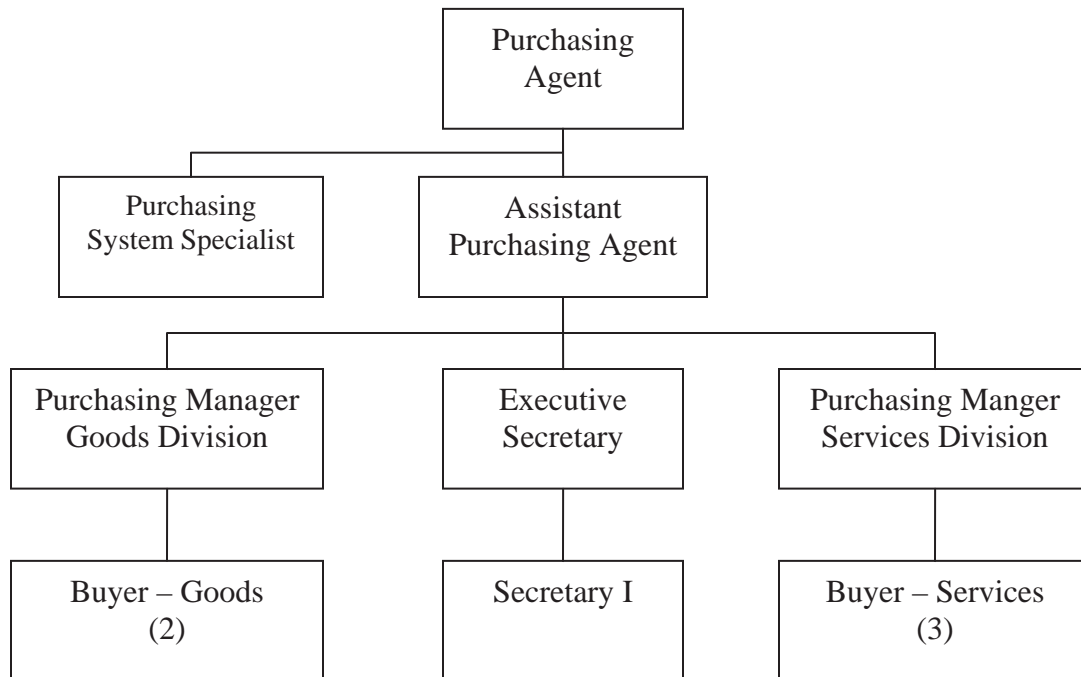 Purchasing
Agent
Purchasing
System Specialist
Assistant
Purchasing Agent
Purchasing Manager
Goods Division
Executive
Secretary
Purchasing Manger
Services Division
Buyer – Goods
(2)
Secretary I
Buyer – Services
(3)